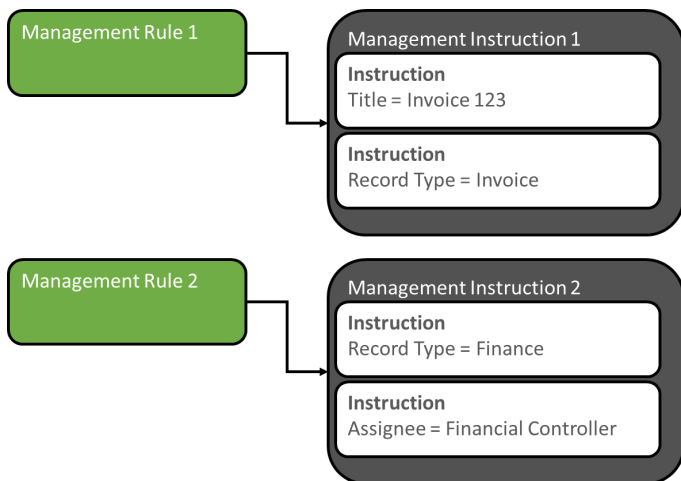 Management Rule 1
Management Instruction 1
Instruction
Title = Invoice 123
Instruction
Record Type = Invoice
Management Rule 2
Management Instruction 2
Instruction
Record Type = Finance
Instruction
Assignee = Financial Controller